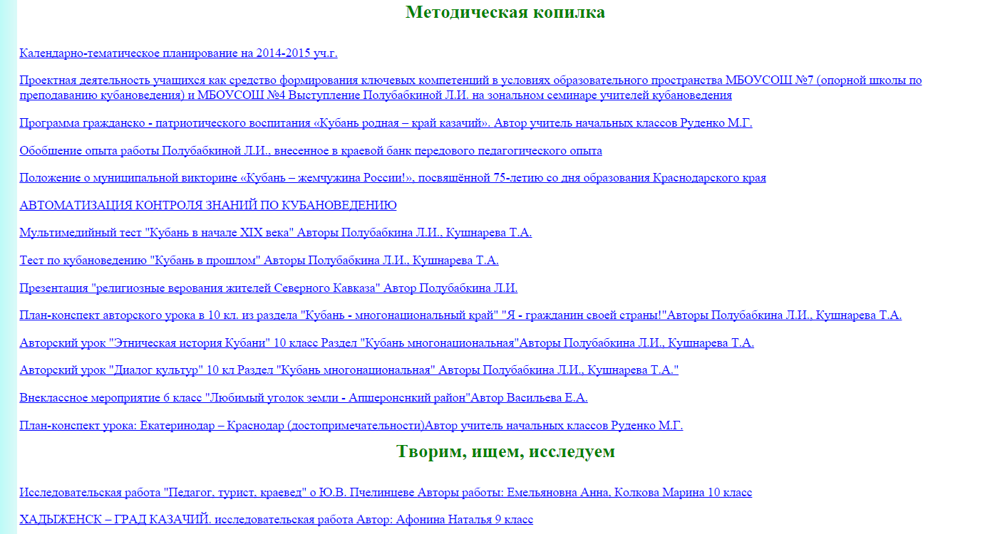 Методическая копилка
Календарно-тематическое планирование на 2014-2015 уч.г.
Проектная деятельность учащихся как средство формирования ключевых компетенций в условиях образовательного пространства МБОУСОШ №7 (опорной школы по
преподаванию кубановедения) и МБОУСОШ №4 Выступление Полубабкиной Л.И. на зональном семинаре учителей кубановедения
Программа гражданско - патриотического воспитания «Кубань родная – край казачий». Автор учитель начальных классов Руденко М.Г.
Обобщение опыта работы Полубабкиной Л.И., внесенное в краевой банк передового педагогического опыта
Положение о муниципальной викторине «Кубань – жемчужина России!», посвящённой 75-летию со дня образования Краснодарского края
АВТОМАТИЗАЦИЯ КОНТРОЛЯ ЗНАНИЙ ПО КУБАНОВЕДЕНИЮ
Мультимедийный тест "Кубань в начале XIX века" Авторы Полубабкина Л.И., Кушнарева Т.А.
Тест по кубановедению "Кубань в прошлом" Авторы Полубабкина Л.И., Кушнарева Т.А.
Презентация "религиозные верования жителей Северного Кавказа" Автор Полубабкина Л.И.
План-конспект авторского урока в 10 кл. из раздела "Кубань - многонациональный край" "Я - гражданин своей страны!"Авторы Полубабкина Л.И., Кушнарева Т.А.
Авторский урок "Этническая история Кубани" 10 класс Раздел "Кубань многонациональная"Авторы Полубабкина Л.И., Кушнарева Т.А.
Авторский урок "Диалог культур" 10 кл Раздел "Кубань многонациональная" Авторы Полубабкина Л.И., Кушнарева Т.А."
Внеклассное мероприятие 6 класс "Любимый уголок земли - Апшеронснкий район"Автор Васильева Е.А.
План-конспект урока: Екатеринодар – Краснодар (достопримечательности)Автор учитель начальных классов Руденко М.Г.
Творим, ищем, исследуем
Исследовательская работа "Педагог, турист, краевед" о Ю.В. Пчелинцеве Авторы работы: Емельяновна Анна, Колкова Марина 10 класс
ХАДЫЖЕНСК – ГРАД КАЗАЧИЙ. исследовательская работа Автор: Афонина Наталья 9 класс